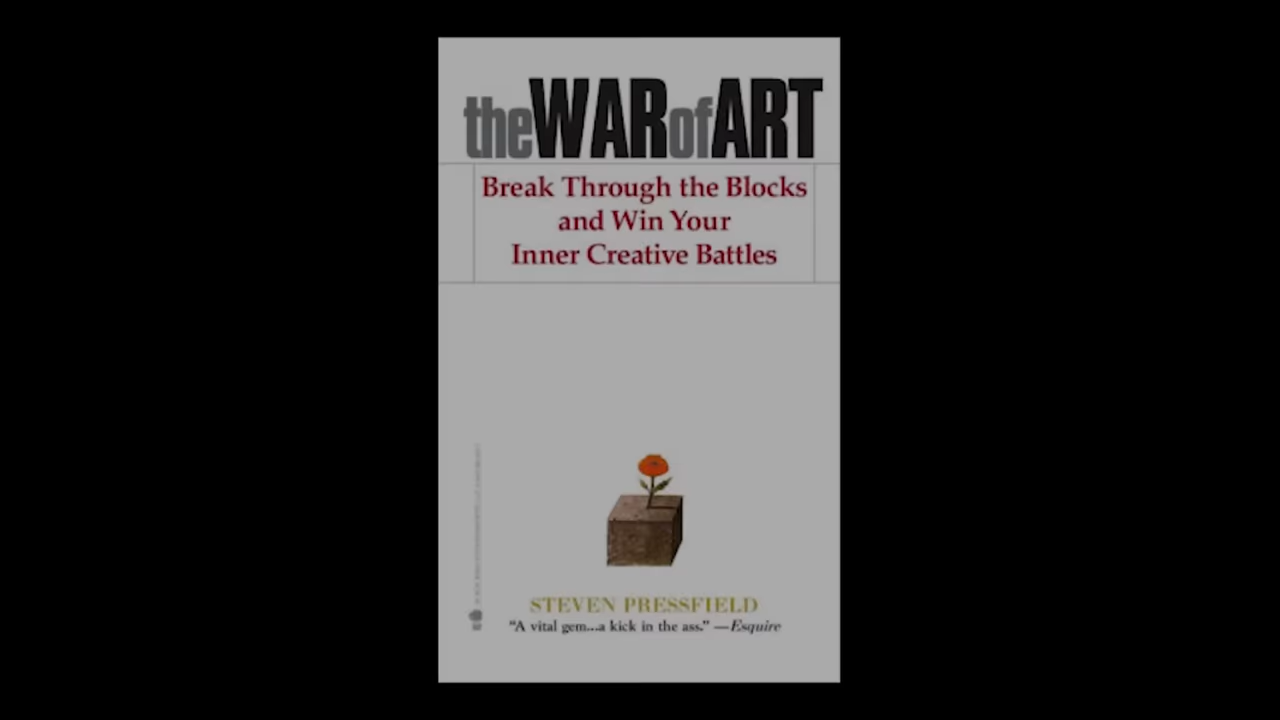 theWARofART
Break Through the Blocks
and Win Your
Inner Creative Battles
STEVEN PRESSFIELD
"A vital gem...a kick in the ass." —Esquire